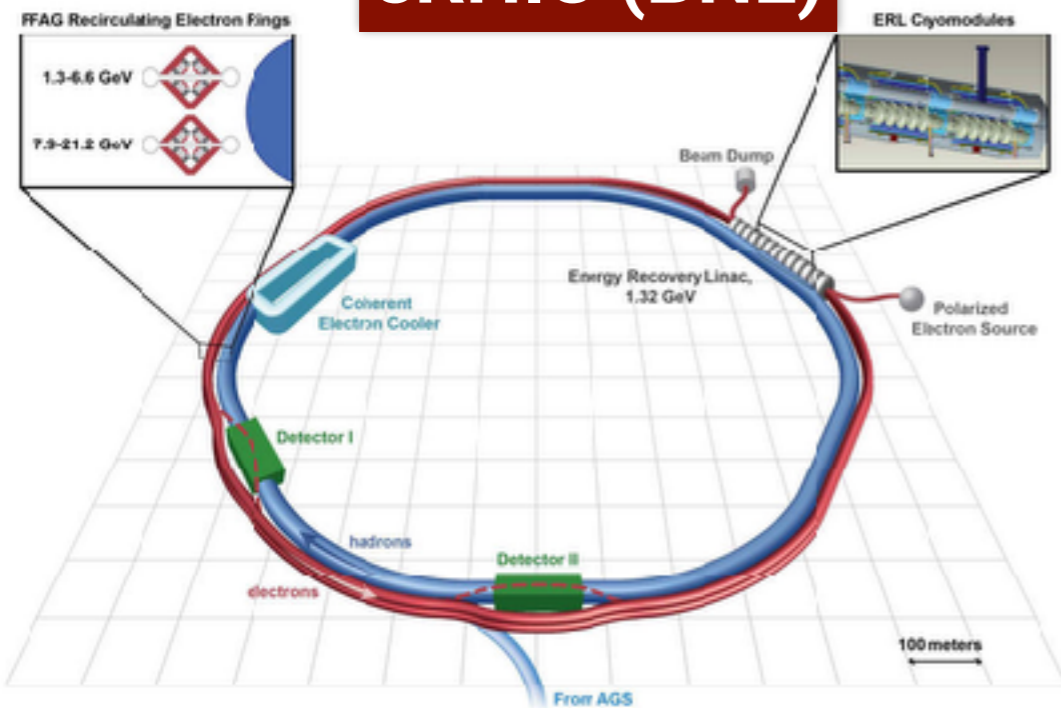 eRHIC (BNL)
FFAG Recirculating Electron Rings
1.3-6.6 GeV
7.9-21.2 GeV
ERL Cryomodules
Beam Dump
Energy Recovery Linac,
1.32 GeV
Polarized
Electron Source
Coherent
Electron Cooler
Detector I
hadrons
electrons
Detector II
100 meters
From AGS